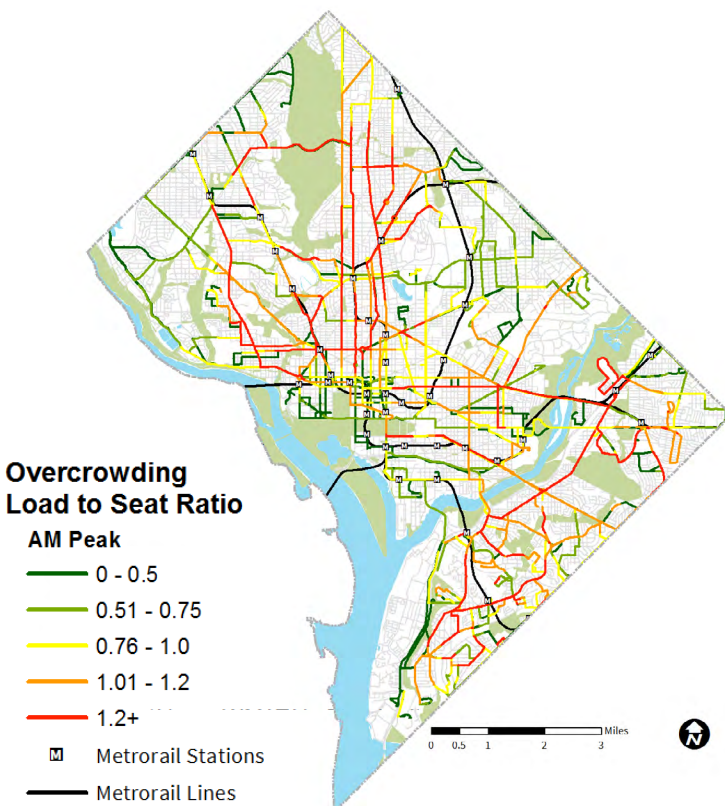 Overcrowding
Load to Seat Ratio
AM Peak
0 - 0.5
0.51 - 0.75
0.76 - 1.0
1.01 - 1.2
1.2+
M Metrorail Stations
Metrorail Lines
Miles
0 0.5 1 2 3
N